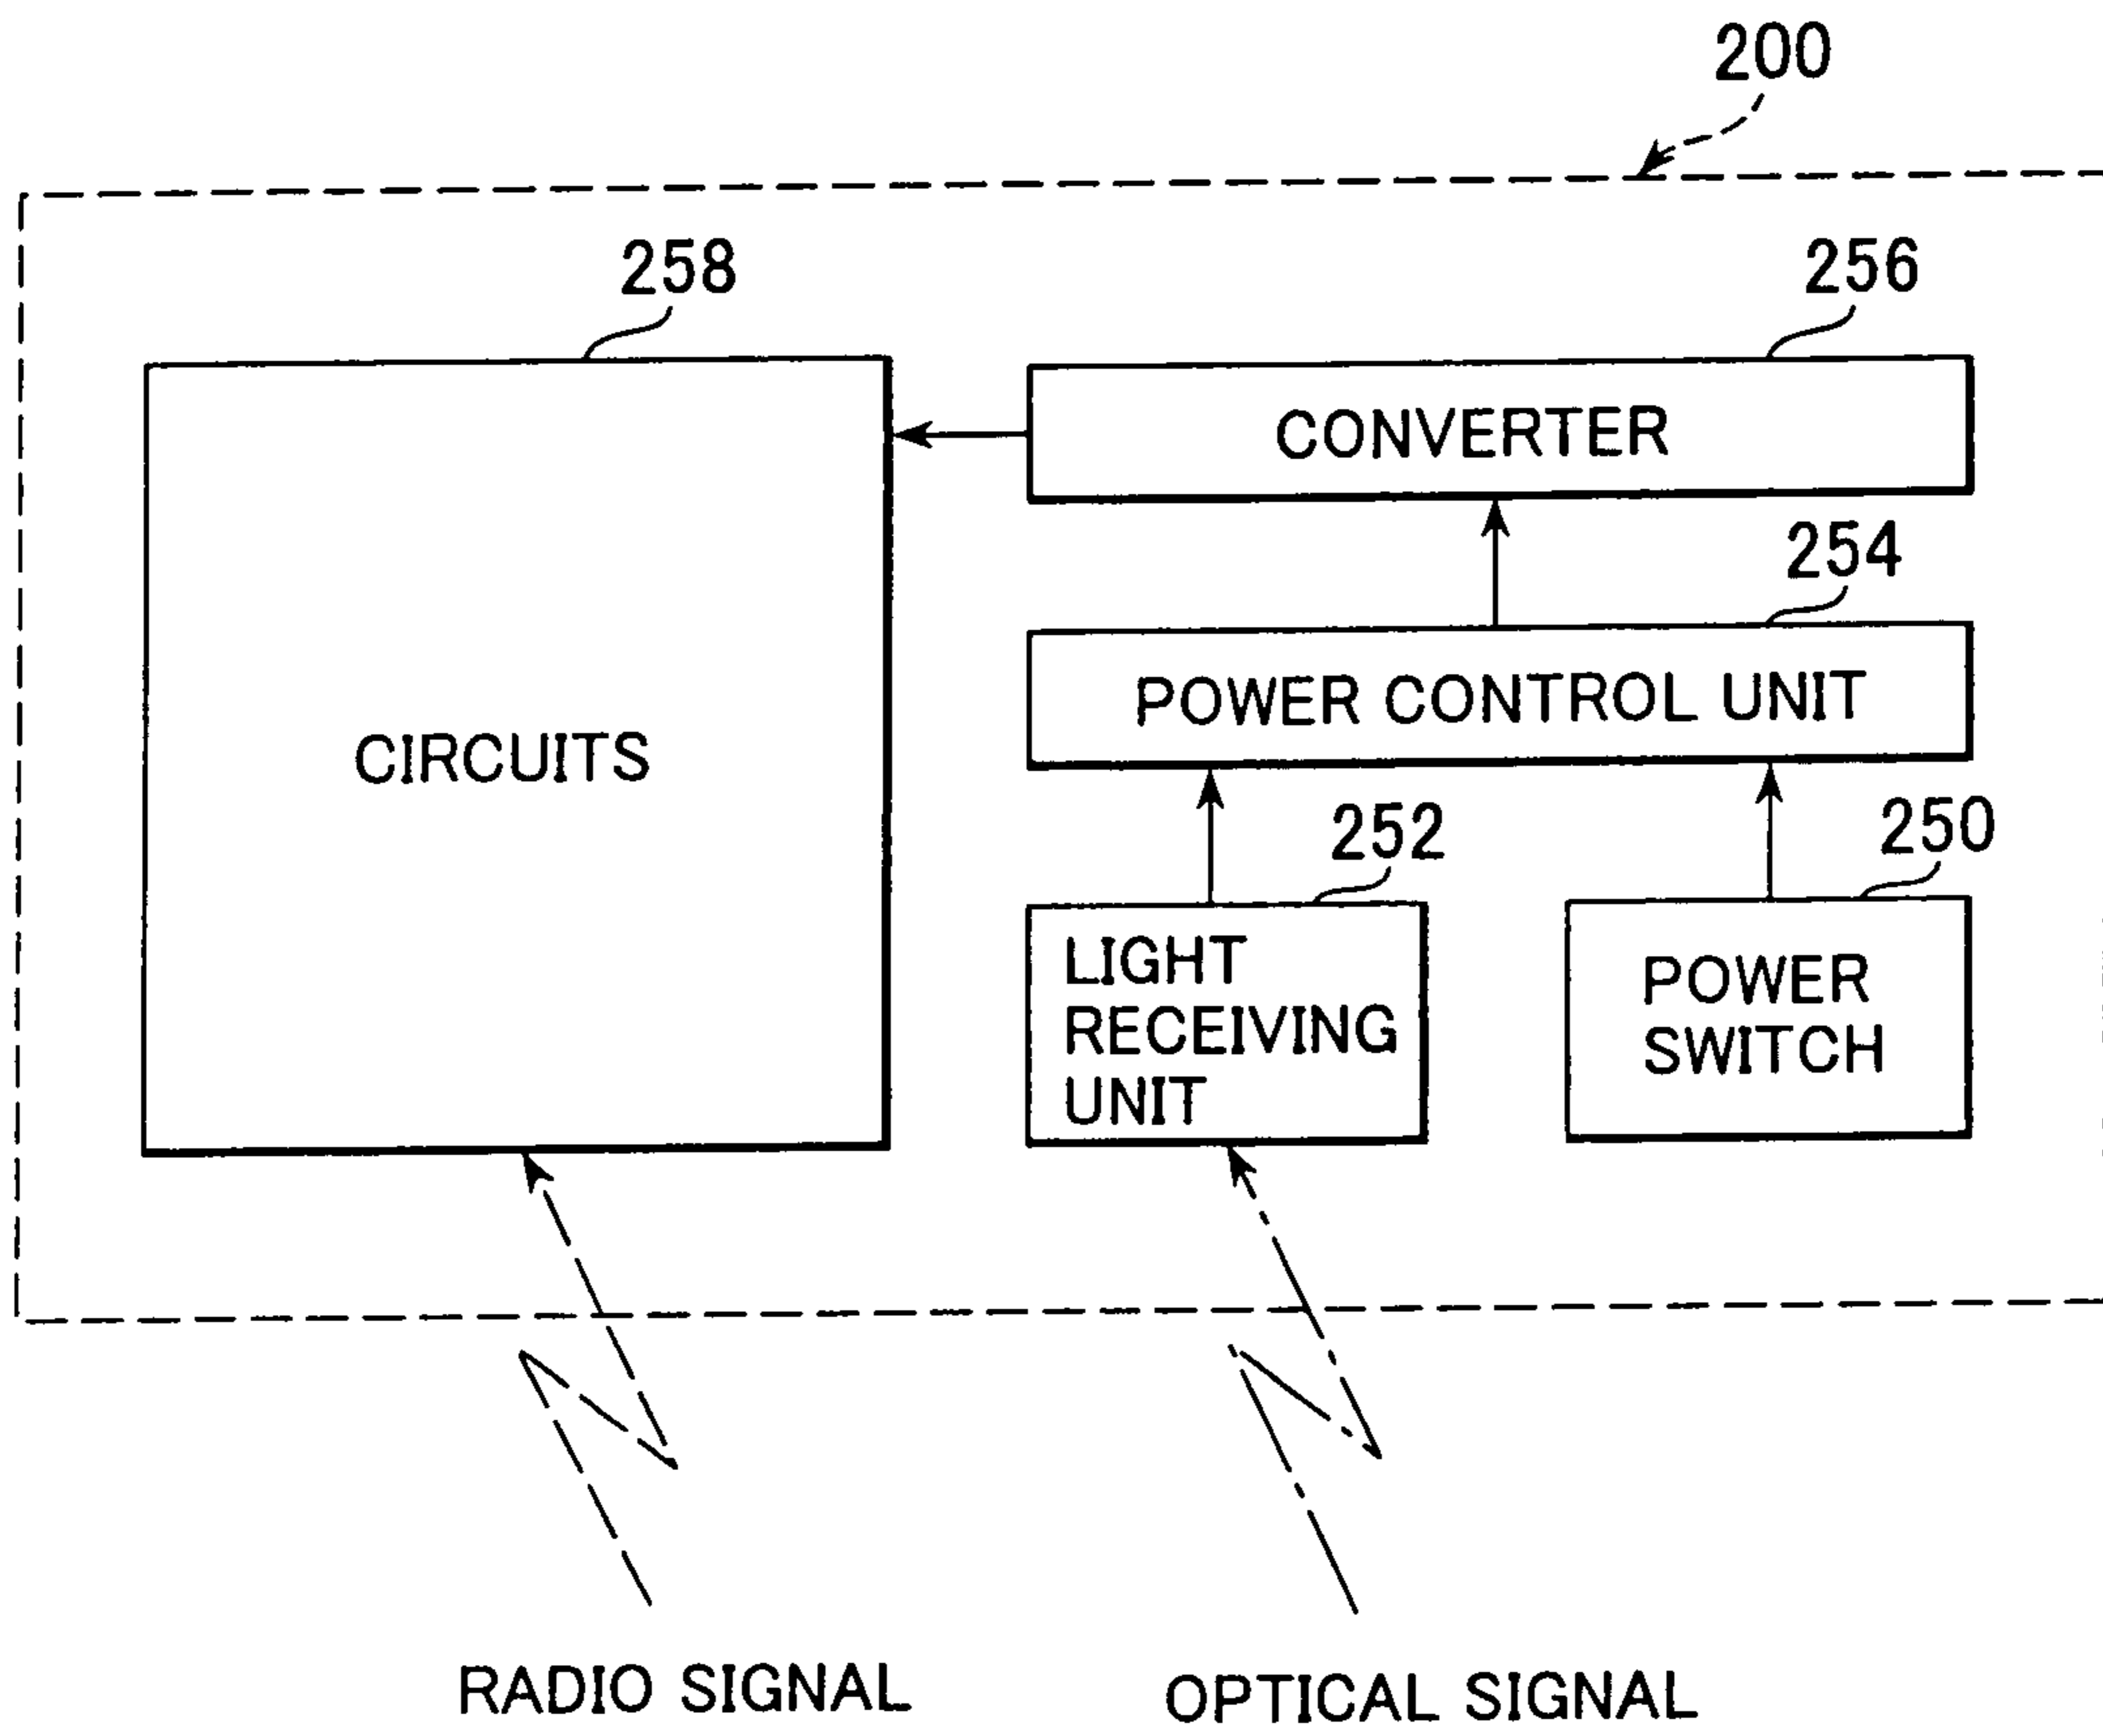 200
258
256
CONVERTER
254
POWER CONTROL UNIT
CIRCUITS
252
250
LIGHT
RECEIVING
UNIT
POWER
SWITCH
RADIO SIGNAL
OPTICAL SIGNAL